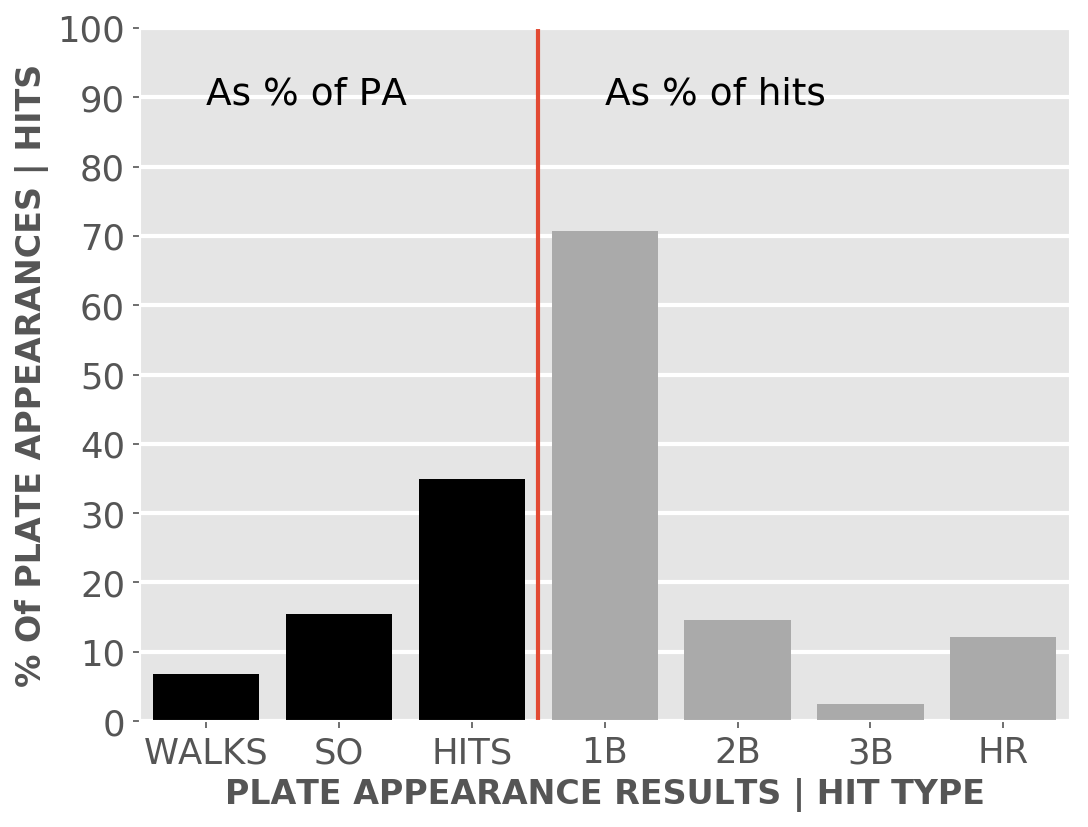 100
90
80
70
60
50
40
30
20
10
0
% Of PLATE APPEARANCES | HITS
As % of PA
As % of hits
WALKS SO HITS 1B 2B 3B HR
PLATE APPEARANCE RESULTS | HIT TYPE